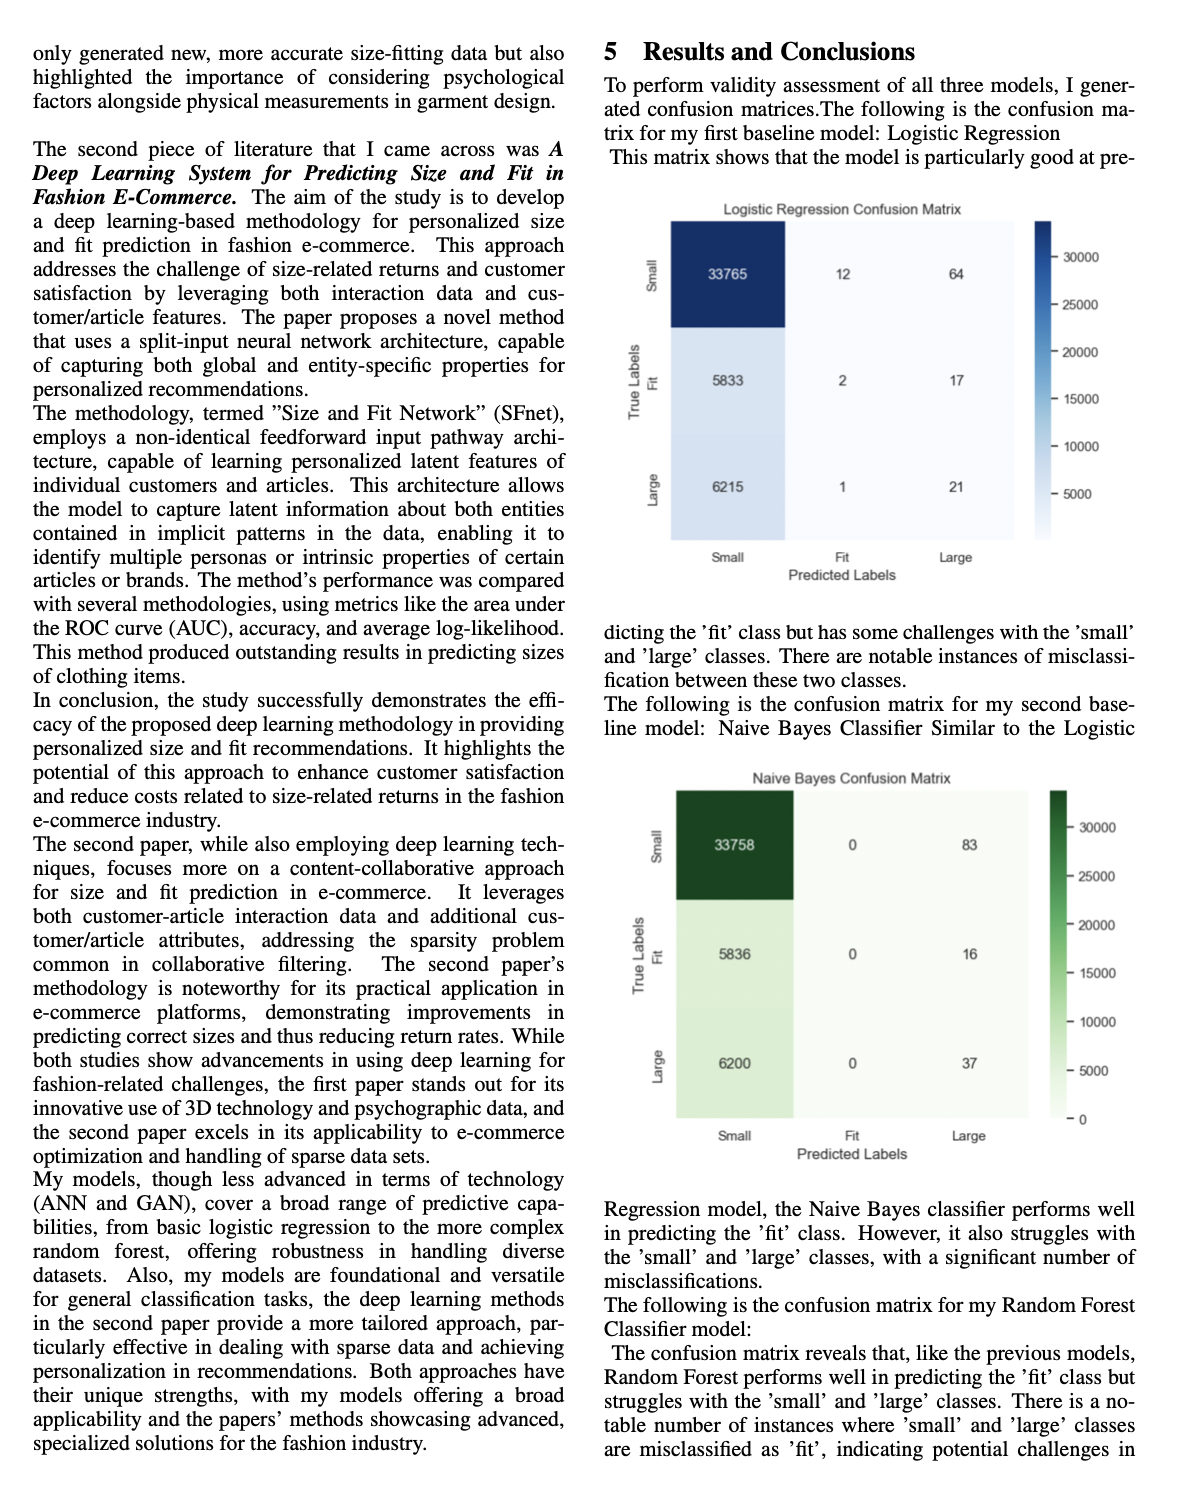 only generated new, more accurate size-fitting data but also
highlighted the importance of considering psychological
factors alongside physical measurements in garment design.
The second piece of literature that I came across was A
Deep Learning System for Predicting Size and Fit in
Fashion E-Commerce. The aim of the study is to develop
a deep learning-based methodology for personalized size
and fit prediction in fashion e-commerce. This approach
addresses the challenge of size-related returns and customer
satisfaction by leveraging both interaction data and cus-
tomer/article features. The paper proposes a novel method
that uses a split-input neural network architecture, capable
of capturing both global and entity-specific properties for
personalized recommendations.
The methodology, termed ”Size and Fit Network” (SFnet),
employs a non-identical feedforward input pathway archi-
tecture, capable of learning personalized latent features of
individual customers and articles. This architecture allows
the model to capture latent information about both entities
contained in implicit patterns in the data, enabling it to
identify multiple personas or intrinsic properties of certain
articles or brands. The method’s performance was compared
with several methodologies, using metrics like the area under
the ROC curve (AUC), accuracy, and average log-likelihood.
This method produced outstanding results in predicting sizes
of clothing items.
In conclusion, the study successfully demonstrates the effi-
cacy of the proposed deep learning methodology in providing
personalized size and fit recommendations. It highlights the
potential of this approach to enhance customer satisfaction
and reduce costs related to size-related returns in the fashion
e-commerce industry.
The second paper, while also employing deep learning tech-
niques, focuses more on a content-collaborative approach
for size and fit prediction in e-commerce. It leverages
both customer-article interaction data and additional cus-
tomer/article attributes, addressing the sparsity problem
common in collaborative filtering. The second paper’s
methodology is noteworthy for its practical application in
e-commerce platforms, demonstrating improvements in
predicting correct sizes and thus reducing return rates. While
both studies show advancements in using deep learning for
fashion-related challenges, the first paper stands out for its
innovative use of 3D technology and psychographic data, and
the second paper excels in its applicability to e-commerce
optimization and handling of sparse data sets.
My models, though less advanced in terms of technology
(ANN and GAN), cover a broad range of predictive capa-
bilities, from basic logistic regression to the more complex
random forest, offering robustness in handling diverse
datasets. Also, my models are foundational and versatile
for general classification tasks, the deep learning methods
in the second paper provide a more tailored approach, par-
ticularly effective in dealing with sparse data and achieving
personalization in recommendations. Both approaches have
their unique strengths, with my models offering a broad
applicability and the papers’ methods showcasing advanced,
specialized solutions for the fashion industry.
5 Results and Conclusions
To perform validity assessment of all three models, I gener-
ated confusion matrices.The following is the confusion ma-
trix for my first baseline model: Logistic Regression
This matrix shows that the model is particularly good at pre-
Logistic Regression Confusion Matrix
Small 33765 12 64
Fit 5833 2 17
Large 6215 1 21
True Labels
Small Fit Large
Predicted Labels
30000
25000
20000
15000
10000
5000
dicting the ’fit’ class but has some challenges with the ’small’
and ’large’ classes. There are notable instances of misclassi-
fication between these two classes.
The following is the confusion matrix for my second base-
line model: Naive Bayes Classifier Similar to the Logistic
Naive Bayes Confusion Matrix
Small 33758 0 83
Fit 5836 0 16
Large 6200 0 37
True Labels
Small Fit Large
Predicted Labels
30000
25000
20000
15000
10000
5000
0
Regression model, the Naive Bayes classifier performs well
in predicting the ’fit’ class. However, it also struggles with
the ’small’ and ’large’ classes, with a significant number of
misclassifications.
The following is the confusion matrix for my Random Forest
Classifier model:
The confusion matrix reveals that, like the previous models,
Random Forest performs well in predicting the ’fit’ class but
struggles with the ’small’ and ’large’ classes. There is a no-
table number of instances where ’small’ and ’large’ classes
are misclassified as ’fit’, indicating potential challenges in